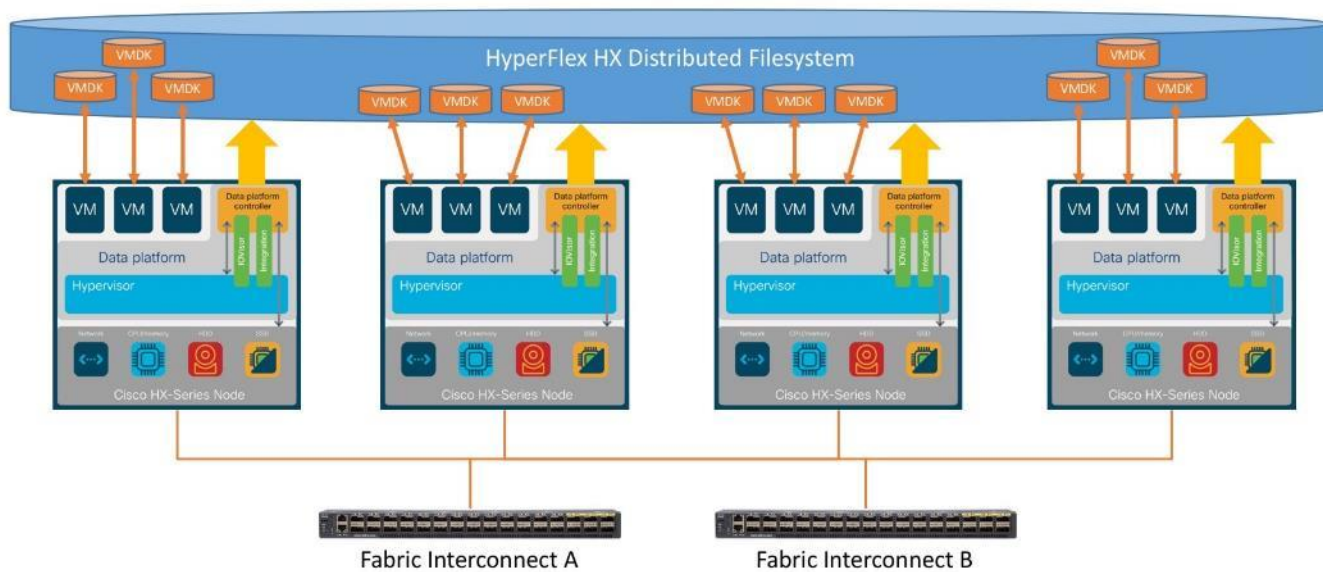 HyperFlex HX Distributed Filesystem
VMDK
VMDK
VMDK
VMDK
VMDK
VMDK
VMDK
VMDK
VMDK
VMDK
VMDK
VMDK
VM
VM
VM
Data platform
controller
IOVisor
Integration
Data platform
Hypervisor
Network
CPU/memory
HDD
SSD
Cisco HX-Series Node
VM
VM
VM
Data platform
controller
IOVisor
Integration
Data platform
Hypervisor
Network
CPU/memory
HDD
SSD
Cisco HX-Series Node
VM
VM
VM
Data platform
controller
IOVisor
Integration
Data platform
Hypervisor
Network
CPU/memory
HDD
SSD
Cisco HX-Series Node
VM
VM
VM
Data platform
controller
IOVisor
Integration
Data platform
Hypervisor
Network
CPU/memory
HDD
SSD
Cisco HX-Series Node
Fabric Interconnect A
Fabric Interconnect B